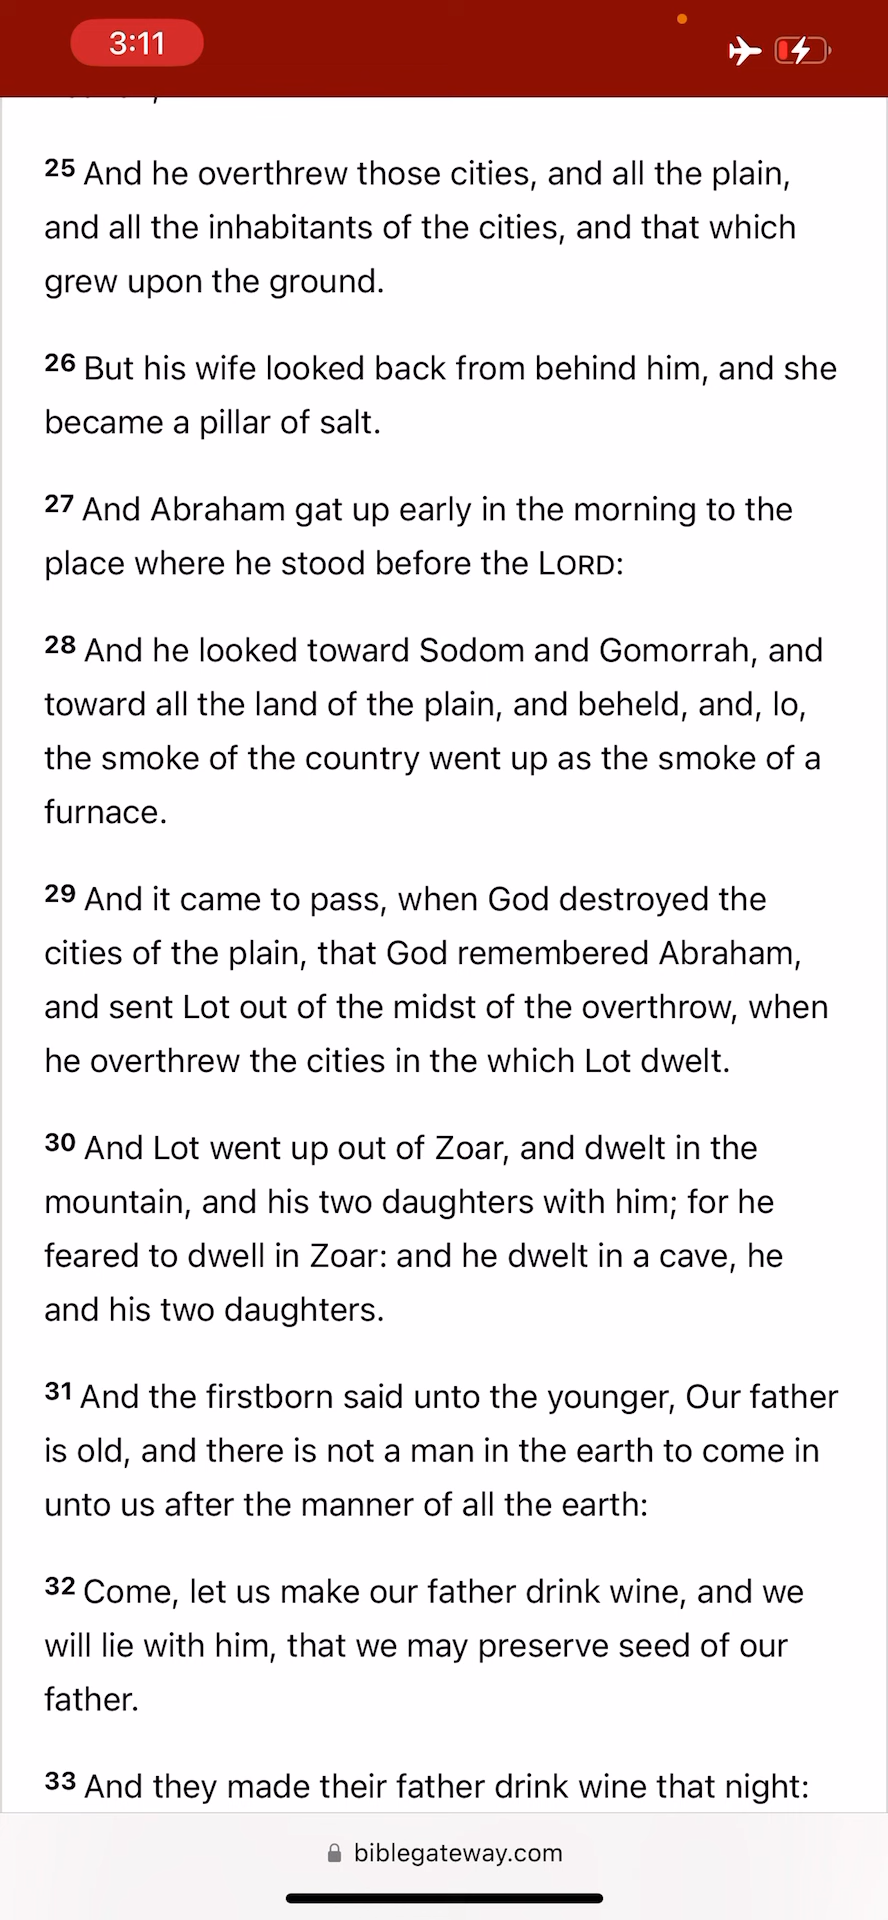 3:11
25 And he overthrew those cities, and all the plain,
and all the inhabitants of the cities, and that which
grew upon the ground.
26 But his wife looked back from behind him, and she
became a pillar of salt.
27 And Abraham gat up early in the morning to the
place where he stood before the LORD:
28 And he looked toward Sodom and Gomorrah, and
toward all the land of the plain, and beheld, and, lo,
the smoke of the country went up as the smoke of a
furnace.
29 And it came to pass, when God destroyed the
cities of the plain, that God remembered Abraham,
and sent Lot out of the midst of the overthrow, when
he overthrew the cities in the which Lot dwelt.
30 And Lot went up out of Zoar, and dwelt in the
mountain, and his two daughters with him; for he
feared to dwell in Zoar: and he dwelt in a cave, he
and his two daughters.
31 And the firstborn said unto the younger, Our father
is old, and there is not a man in the earth to come in
unto us after the manner of all the earth:
32 Come, let us make our father drink wine, and we
will lie with him, that we may preserve seed of our
father.
33 And they made their father drink wine that night:
biblegateway.com